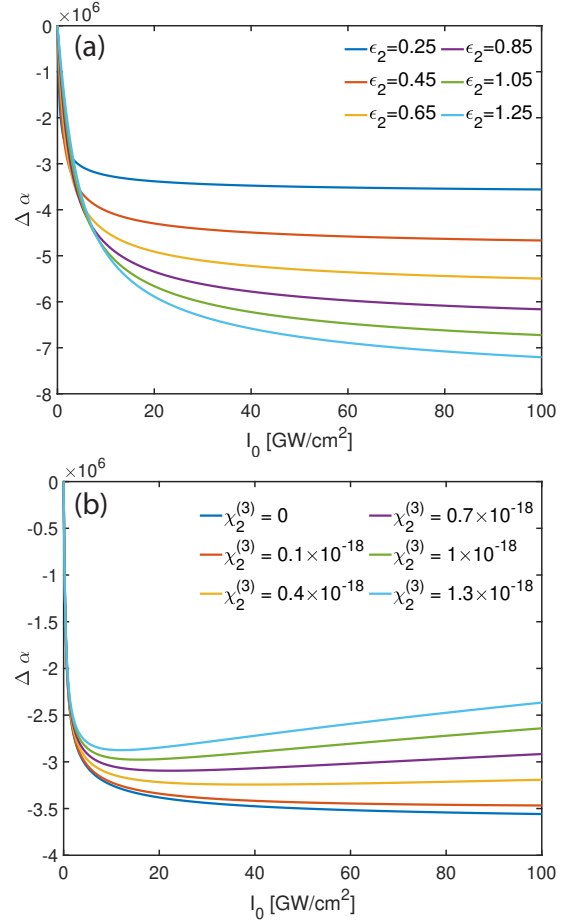 ×10⁶
(a)
ϵ₂=0.25 ϵ₂=0.85
ϵ₂=0.45 ϵ₂=1.05
ϵ₂=0.65 ϵ₂=1.25
0
-1
-2
-3
-4
-5
-6
-7
-8
Δ α
0 20 40 60 80 100
I₀ [GW/cm²]
×10⁶
(b)
χ₂⁽³⁾ = 0 χ₂⁽³⁾ = 0.7×10⁻¹⁸
χ₂⁽³⁾ = 0.1×10⁻¹⁸ χ₂⁽³⁾ = 1×10⁻¹⁸
χ₂⁽³⁾ = 0.4×10⁻¹⁸ χ₂⁽³⁾ = 1.3×10⁻¹⁸
0
-0.5
-1
-1.5
-2
-2.5
-3
-3.5
-4
Δ α
0 20 40 60 80 100
I₀ [GW/cm²]